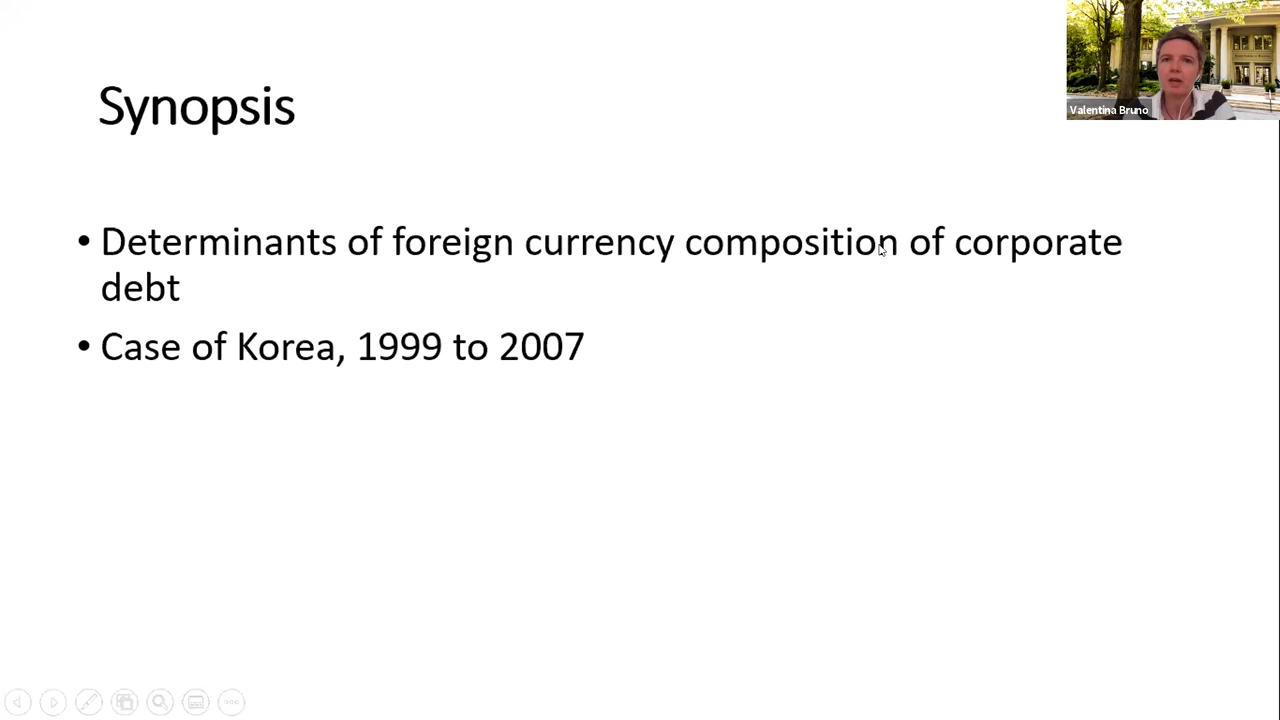 Synopsis
• Determinants of foreign currency composition of corporate
debt
• Case of Korea, 1999 to 2007
Valentina Bruno